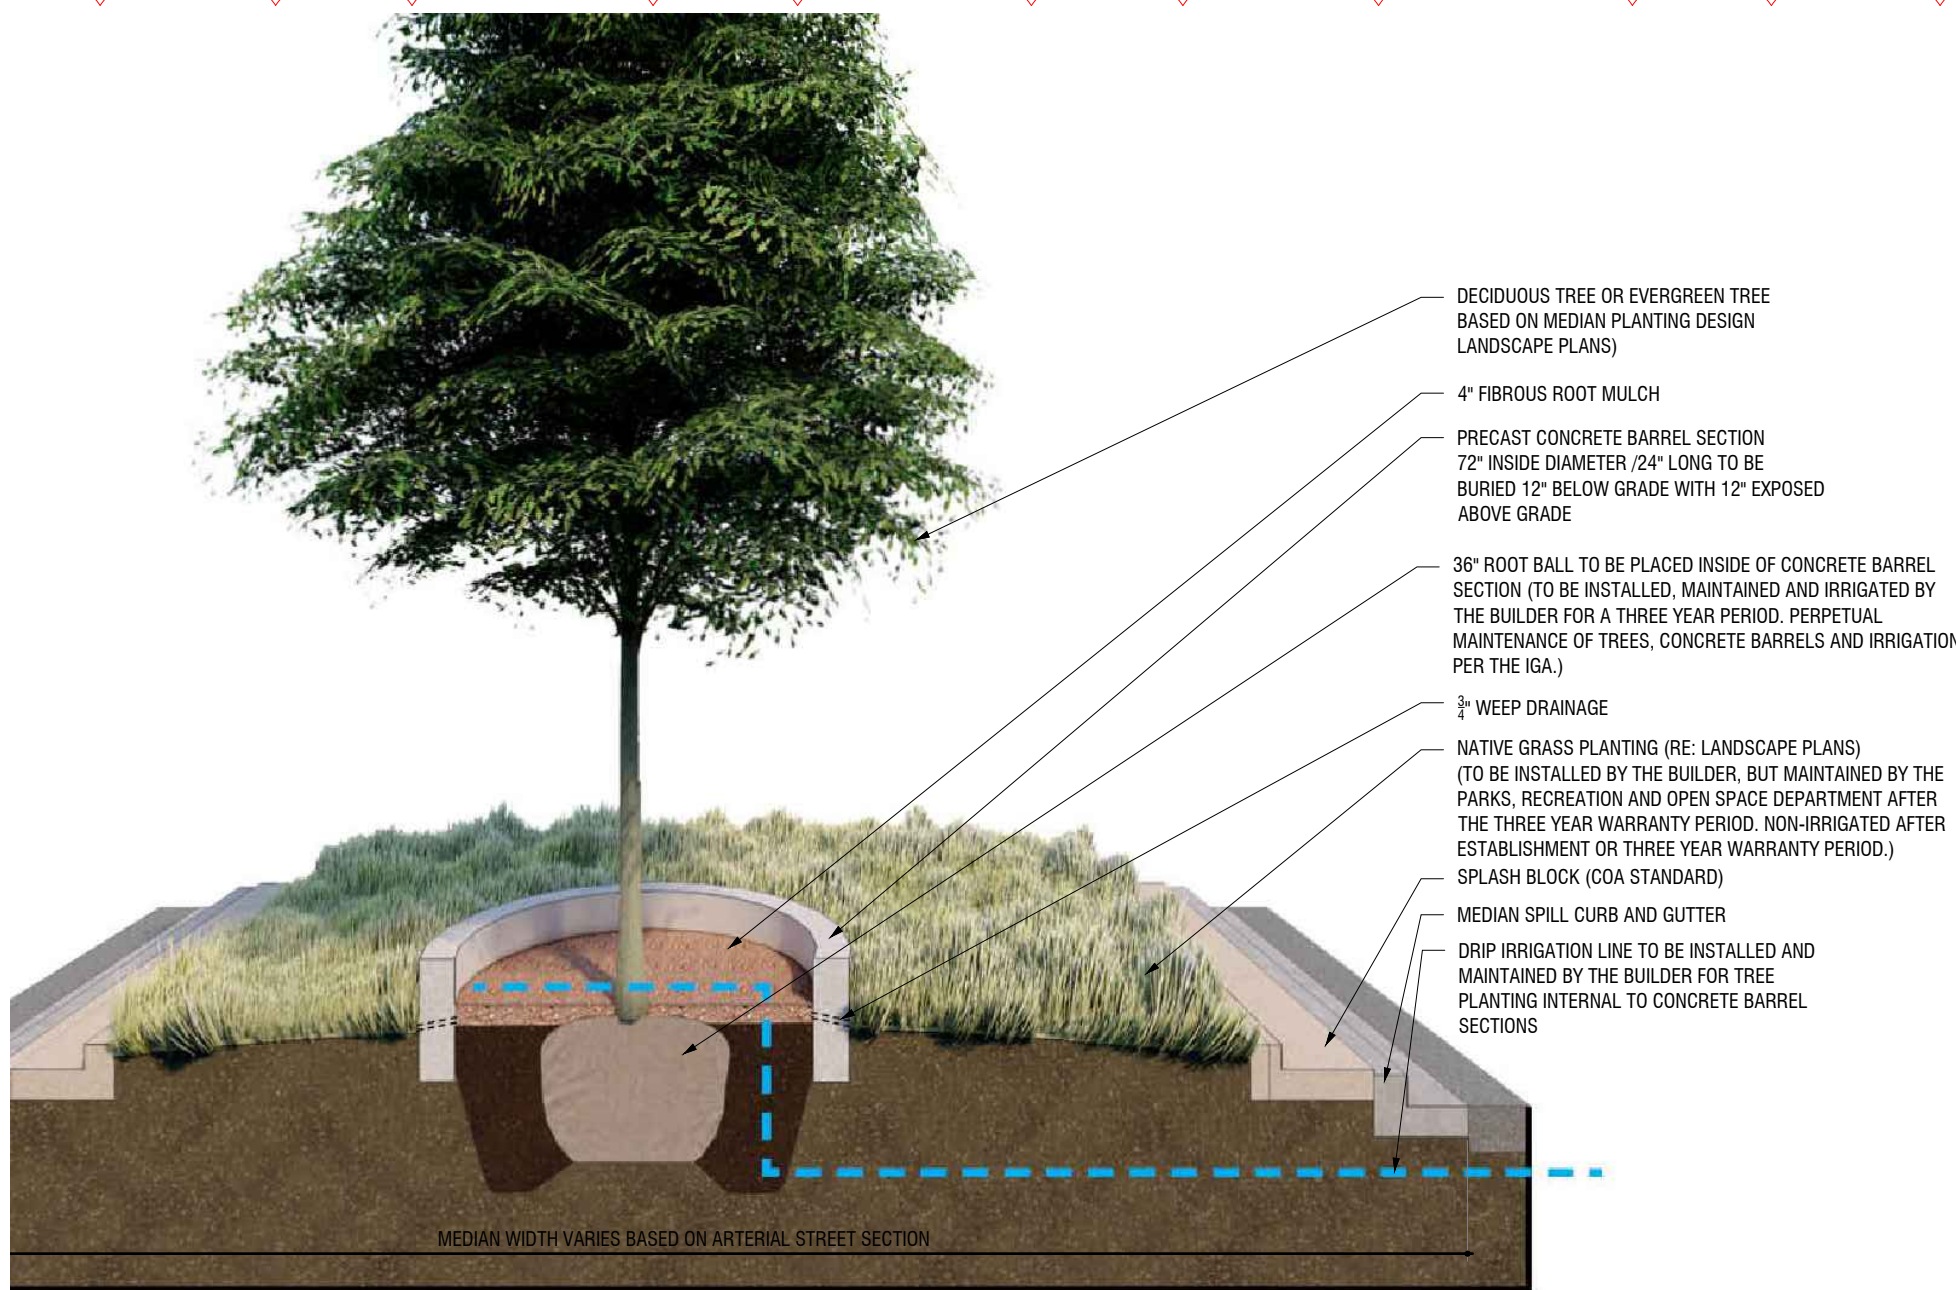 DECIDUOUS TREE OR EVERGREEN TREE
BASED ON MEDIAN PLANTING DESIGN
LANDSCAPE PLANS)
4" FIBROUS ROOT MULCH
PRECAST CONCRETE BARREL SECTION
72" INSIDE DIAMETER /24" LONG TO BE
BURIED 12" BELOW GRADE WITH 12" EXPOSED
ABOVE GRADE
36" ROOT BALL TO BE PLACED INSIDE OF CONCRETE BARREL
SECTION (TO BE INSTALLED, MAINTAINED AND IRRIGATED BY
THE BUILDER FOR A THREE YEAR PERIOD. PERPETUAL
MAINTENANCE OF TREES, CONCRETE BARRELS AND IRRIGATION
PER THE IGA.)
3/4" WEEP DRAINAGE
NATIVE GRASS PLANTING (RE: LANDSCAPE PLANS)
(TO BE INSTALLED BY THE BUILDER, BUT MAINTAINED BY THE
PARKS, RECREATION AND OPEN SPACE DEPARTMENT AFTER
THE THREE YEAR WARRANTY PERIOD. NON-IRRIGATED AFTER
ESTABLISHMENT OR THREE YEAR WARRANTY PERIOD.)
SPLASH BLOCK (COA STANDARD)
MEDIAN SPILL CURB AND GUTTER
DRIP IRRIGATION LINE TO BE INSTALLED AND
MAINTAINED BY THE BUILDER FOR TREE
PLANTING INTERNAL TO CONCRETE BARREL
SECTIONS
MEDIAN WIDTH VARIES BASED ON ARTERIAL STREET SECTION